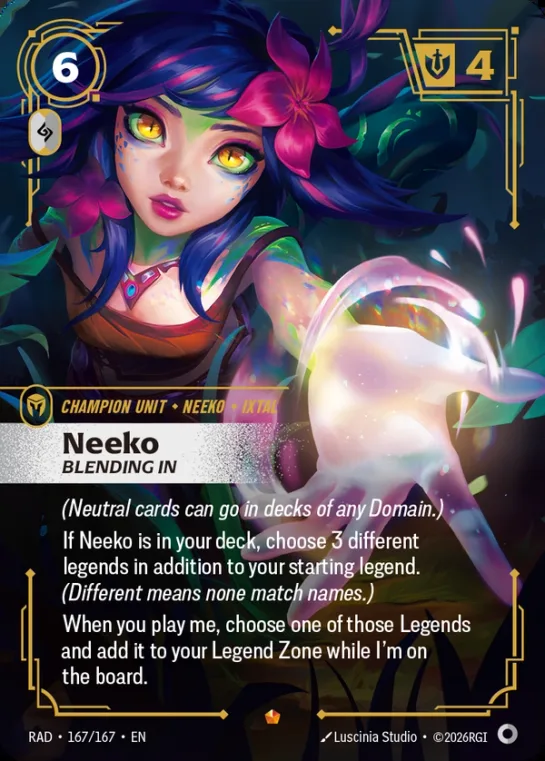 6
4
CHAMPION UNIT • NEEKO • IXTAL
Neeko
BLENDING IN
(Neutral cards can go in decks of any Domain.)
If Neeko is in your deck, choose 3 different
legends in addition to your starting legend.
(Different means none match names.)
When you play me, choose one of those Legends
and add it to your Legend Zone while I'm on
the board.
RAD • 167/167 • EN
Luscinia Studio • ©2026RGI